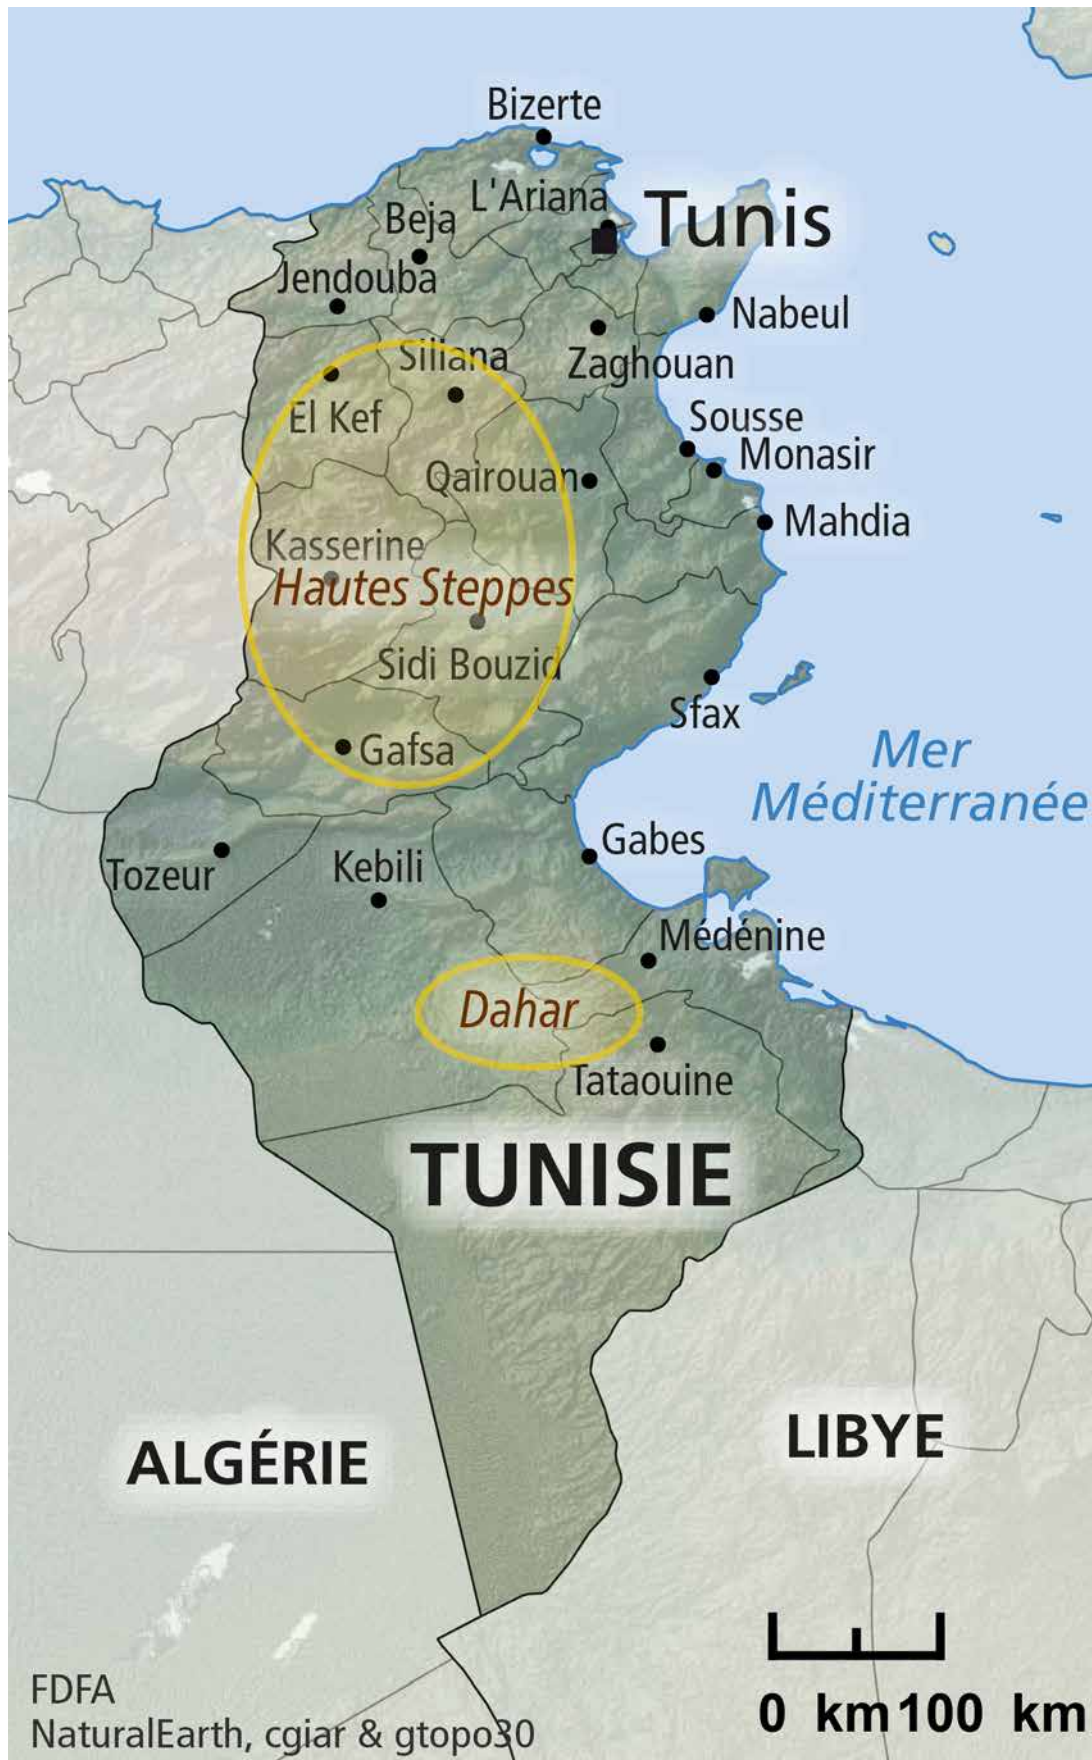 Bizerte
L'Ariana
Tunis
Beja
Jendouba
Nabeul
Siliana
Zaghouan
El Kef
Sousse
Monasir
Qairouan
Mahdia
Kasserine
Hautes Steppes
Sidi Bouzid
Sfax
Gafsa
Mer
Méditerranée
Gabes
Tozeur
Kebili
Médénine
Dahar
Tataouine
TUNISIE
ALGÉRIE
LIBYE
FDFA
NaturalEarth, cgiar & gtopo30
0 km 100 km